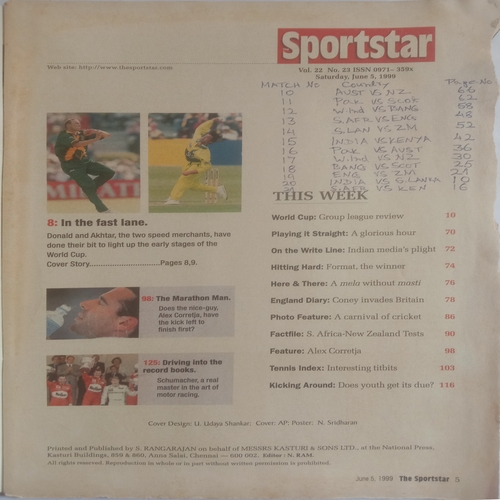 Sportstar
Web site: http://www.thesportstar.com
Vol. 22 No. 23 ISSN 0971- 359x
Saturday, June 5, 1999
MATCH No Country Page No
10 AUST VS NZ 66
11 Pak VS SCOT 62
12 W.Ind VS BANG 58
13 S.AFR VS ENG 48
14 S.LAN VS ZM 52
15 INDIA VS KENYA 42
16 Pak VS AUST 36
17 W.Ind VS NZ 30
18 BANG VS SCOT 25
19 ENG VS ZM 21
20 INDIA VS S.LANKA 10
21 S.AFR VS KEN. 16
THIS WEEK
8: In the fast lane.
Donald and Akhtar, the two speed merchants, have
done their bit to light up the early stages of the
World Cup.
Cover Story.....................Pages 8,9.
98: The Marathon Man.
Does the nice-guy,
Alex Corretja, have
the kick left to
finish first?
125: Driving into the
record books.
Schumacher, a real
master in the art of
motor racing.
World Cup: Group league review 10
Playing it Straight: A glorious hour 70
On the Write Line: Indian media's plight 72
Hitting Hard: Format, the winner 74
Here & There: A mela without masti 76
England Diary: Coney invades Britain 78
Photo Feature: A carnival of cricket 86
Factfile: S. Africa-New Zealand Tests 90
Feature: Alex Corretja 98
Tennis Index: Interesting titbits 103
Kicking Around: Does youth get its due? 116
Cover Design: U. Udaya Shankar. Cover: AP: Poster: N. Sridharan
Printed and Published by S. RANGARAJAN on behalf of MESSRS KASTURI & SONS LTD., at the National Press,
Kasturi Buildings, 859 & 860, Anna Salai, Chennai — 600 002. Editor : N. RAM.
All rights reserved. Reproduction in whole or in part without written permission is prohibited.
June 5, 1999 The Sportstar 5